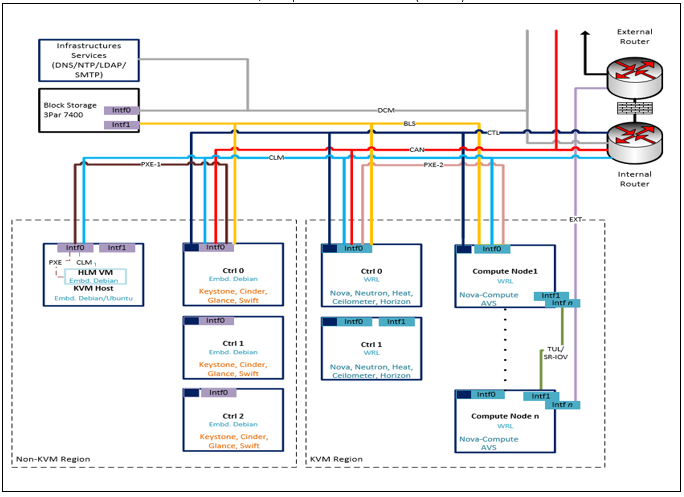 External
Router
Infrastructures
Services
(DNS/NTP/LDAP/
SMTP)
Block Storage
3Par 7400
Intf0
Intf1
DCM
BLS
CTL
CAN
CLM
PXE-1
PXE-2
Internal
Router
EXT
Intf0
Intf1
PXE
CLM
HLM VM
Embd. Debian
KVM Host
Embd. Debian/Ubuntu
Intf0
Ctrl 0
Embd. Debian
Keystone, Cinder,
Glance, Swift
Intf0
Ctrl 1
Embd. Debian
Keystone, Cinder,
Glance, Swift
Intf0
Ctrl 2
Embd. Debian
Keystone, Cinder,
Glance, Swift
Non-KVM Region
Intf0
Ctrl 0
WRL
Nova, Neutron, Heat,
Ceilometer, Horizon
Intf0
Intf1
Ctrl 1
WRL
Nova, Neutron, Heat,
Ceilometer, Horizon
Intf0
Compute Node1
WRL
Nova-Compute
AVS
Intf1
Intf n
TUL/
SR-IOV
Intf0
Intf1
Intf n
Compute Node n
WRL
Nova-Compute
AVS
KVM Region